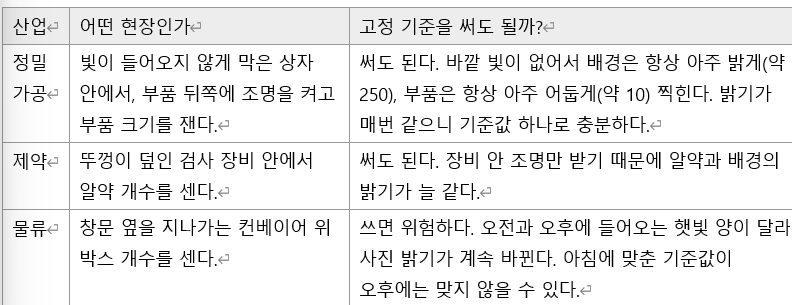 산업 어떤 현장인가 고정 기준을 써도 될까?
정밀 빛이 들어오지 않게 막은 상자 써도 된다. 바깥 빛이 없어서 배경은 항상 아주 밝게(약
가공 안에서, 부품 뒤쪽에 조명을 켜고 250), 부품은 항상 아주 어둡게(약 10) 찍힌다. 밝기가
부품 크기를 잰다. 매번 같으니 기준값 하나로 충분하다.
제약 뚜껑이 덮인 검사 장비 안에서 써도 된다. 장비 안 조명만 받기 때문에 알약과 배경의
알약 개수를 센다. 밝기가 늘 같다.
물류 창문 옆을 지나가는 컨베이어 위 쓰면 위험하다. 오전과 오후에 들어오는 햇빛 양이 달라
박스 개수를 센다. 사진 밝기가 계속 바뀐다. 아침에 맞춘 기준값이
오후에는 맞지 않을 수 있다.